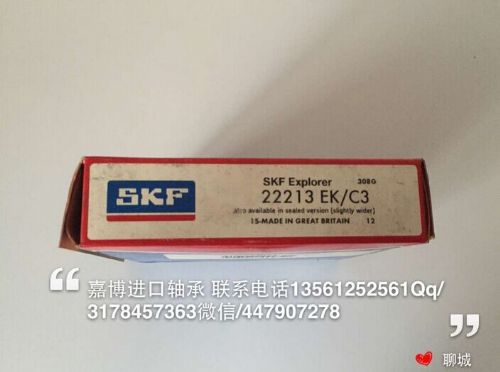 SKF
SKF Explorer 308G
22213 EK/C3
Also available in sealed version (slightly wider)
15-MADE IN GREAT BRITAIN 12
“嘉博进口轴承 联系电话13561252561Qq/
3178457363微信/447907278
”
聊城